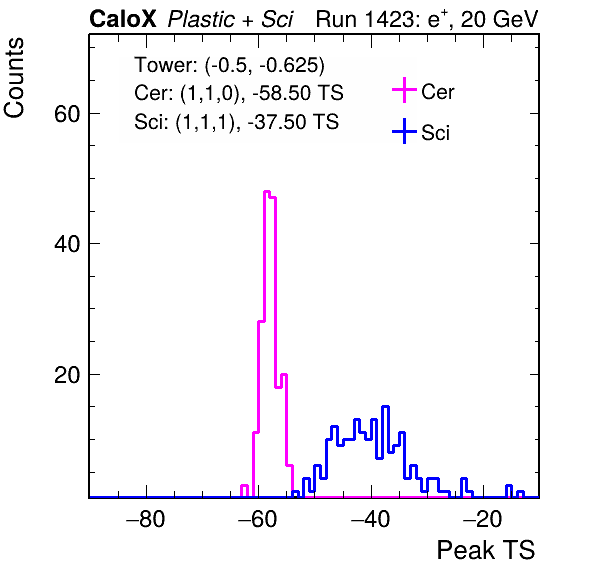 CaloX Plastic + Sci Run 1423: e+, 20 GeV
Counts
Tower: (-0.5, -0.625)
Cer: (1,1,0), -58.50 TS
Sci: (1,1,1), -37.50 TS
Cer
Sci
60
40
20
−80 −60 −40 −20
Peak TS